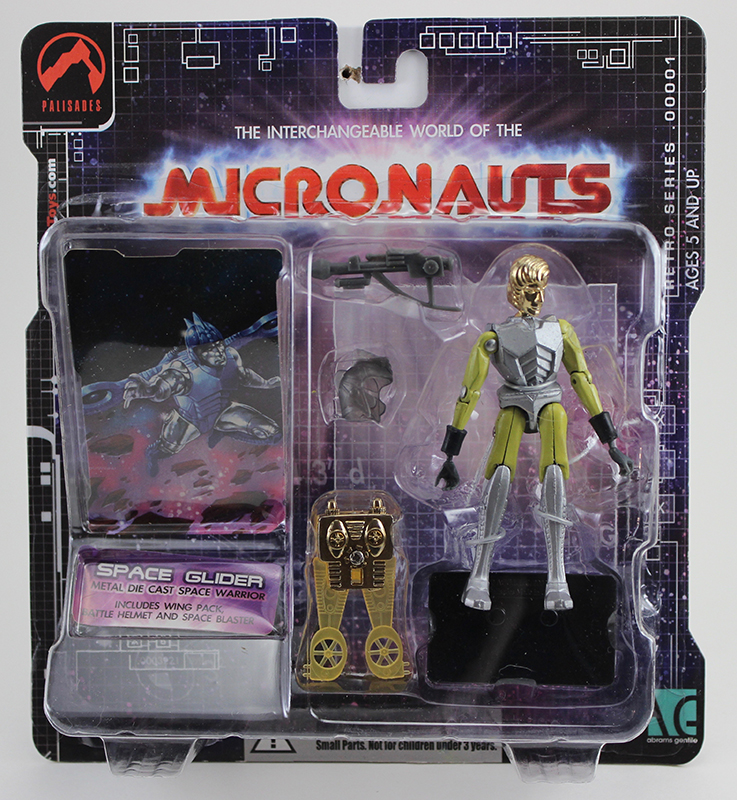 PALISADES
THE INTERCHANGEABLE WORLD OF THE
MICRONAUTS
Toys.com
RETRO SERIES .00001
AGES 5 AND UP
SPACE GLIDER
METAL DIE CAST SPACE WARRIOR
INCLUDES WING PACK,
BATTLE HELMET AND SPACE BLASTER
Small Parts. Not for children under 3 years.
abrams gentile